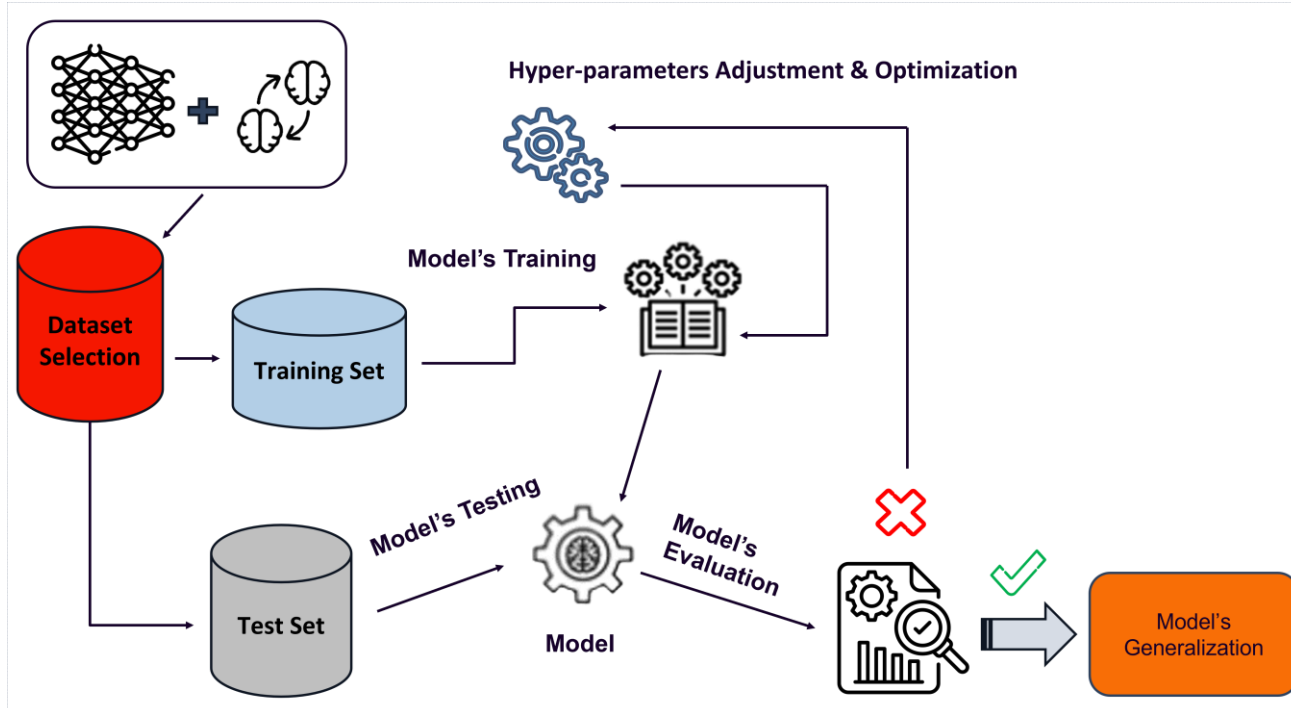 Hyper-parameters Adjustment & Optimization
Model's Training
Dataset
Selection
Training Set
Model's Testing
Model's
Evaluation
Test Set
Model
Model's
Generalization